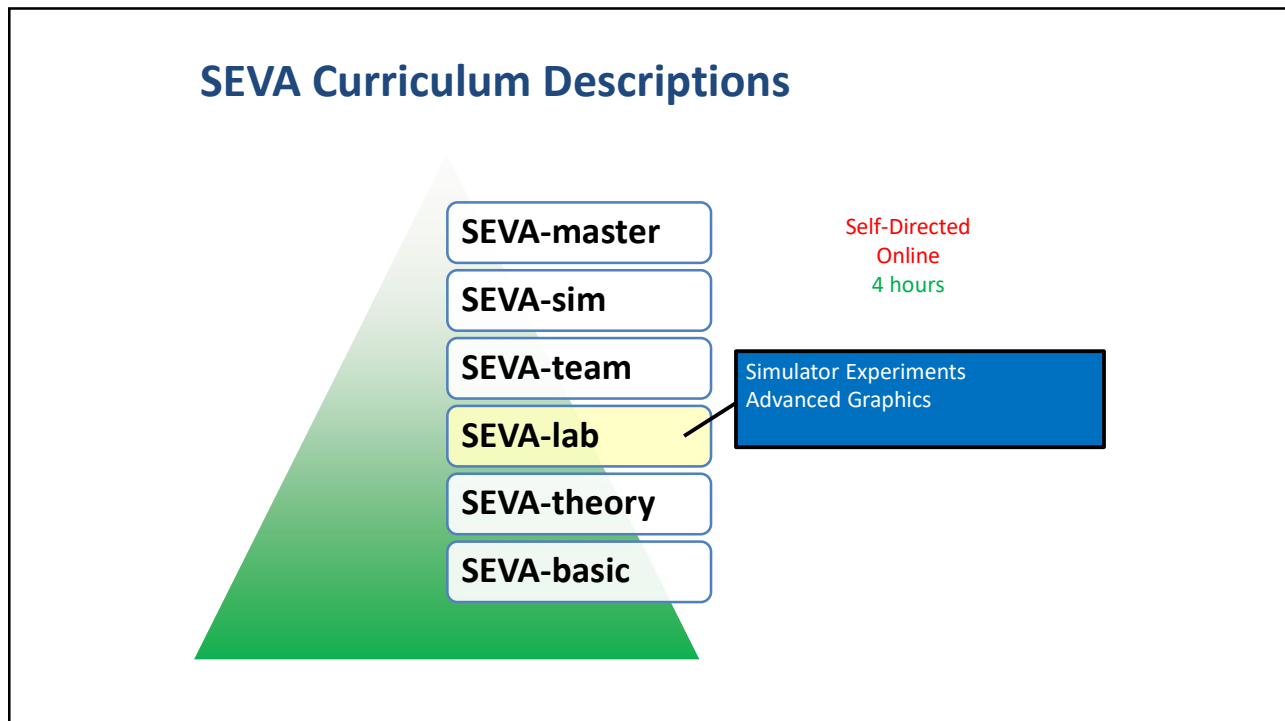 SEVA Curriculum Descriptions
SEVA-master
SEVA-sim
SEVA-team
SEVA-lab
SEVA-theory
SEVA-basic
Self-Directed
Online
4 hours
Simulator Experiments
Advanced Graphics